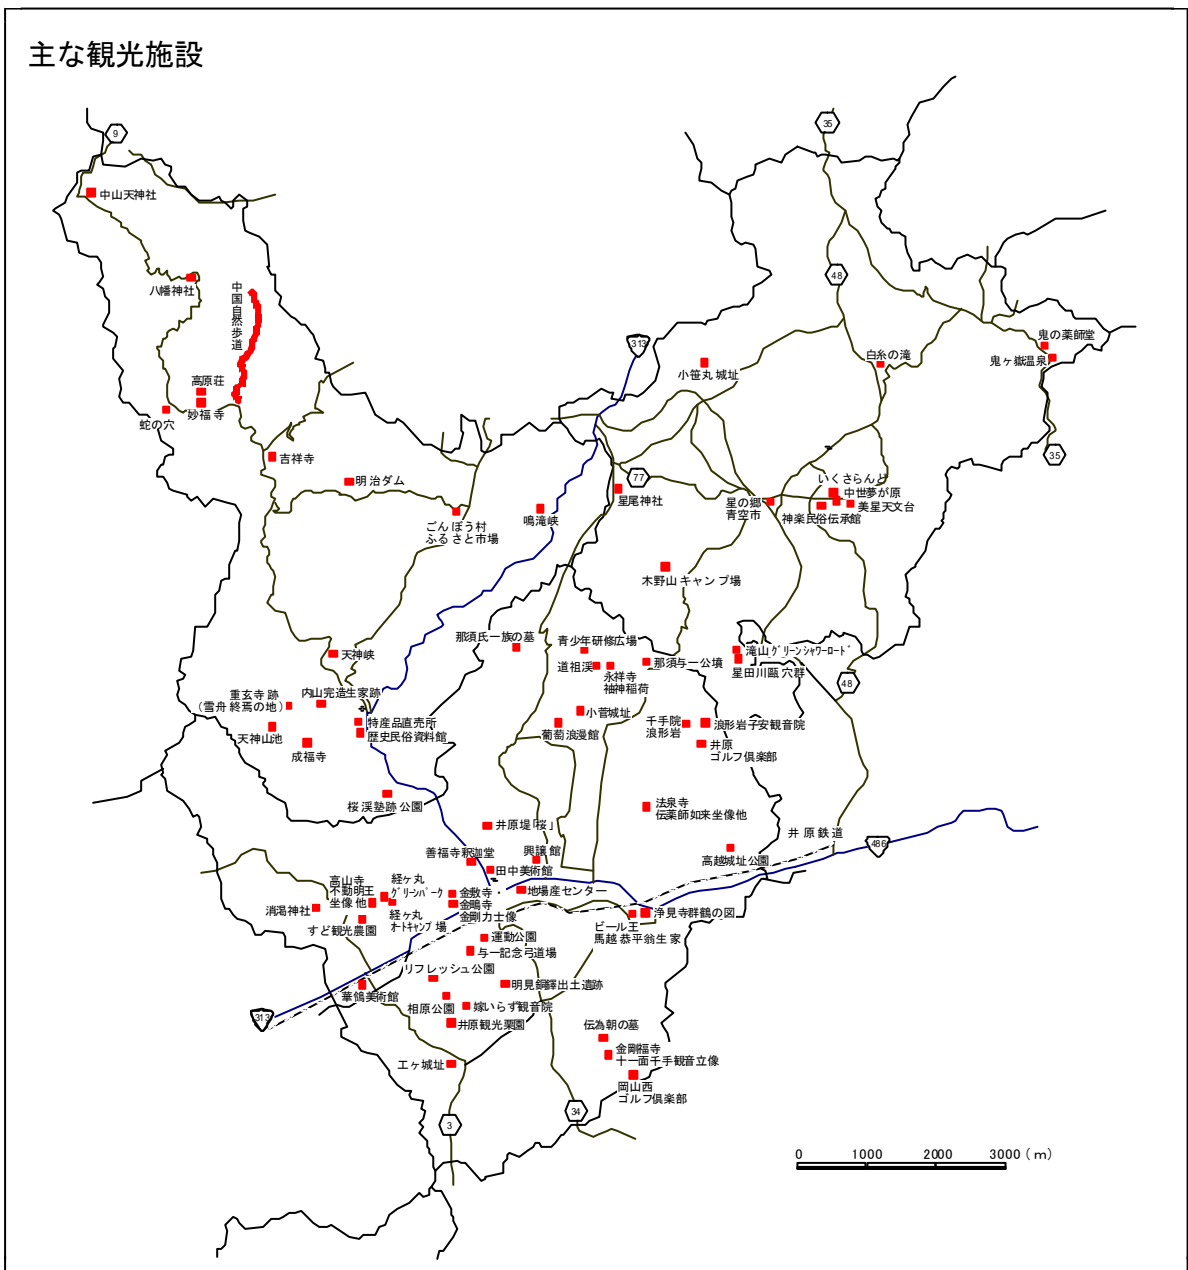 主な観光施設
9
35
中山天神社
48
八幡神社
中国自然歩道
313
鬼の薬師堂
鬼ヶ嶽温泉
白糸の滝
小笹丸城址
高原荘
妙福寺
蛇の穴
35
吉祥寺
明治ダム
77
星尾神社
いくさらんど
中世夢が原
美星天文台
星の郷
青空市
神楽民俗伝承館
ごんぼう村
ふるさと市場
鳴滝峡
木野山キャンプ場
那須氏一族の墓
青少年研修広場
天神峡
道祖渓
永祥寺
袖神稲荷
那須与一公墳
滝山グリーンシャワーロード
星田川甌穴群
48
重玄寺跡
(雪舟終焉の地)
内山完造生家跡
特産品直売所
歴史民俗資料館
天神山池
成福寺
小菅城址
葡萄浪漫館
千手院
浪形岩
浪形岩子安観音院
井原
ゴルフ倶楽部
桜渓塾跡公園
法泉寺
伝薬師如来坐像他
井原堤「桜」
井原鉄道
486
善福寺釈迦堂
興譲館
高越城址公園
田中美術館
高山寺
不動明王
坐像他
経ヶ丸
グリーンパーク
金敷寺・
金鳴寺
金剛力士像
地場産センター
消渇神社
経ヶ丸
オートキャンプ場
すど観光農園
浄見寺群鶴の図
ビール王
馬越恭平翁生家
運動公園
与一記念弓道場
リフレッシュ公園
華鴒美術館
明見銅鐸出土遺跡
313
相原公園
嫁いらず観音院
井原観光栗園
伝為朝の墓
金剛福寺
十一面千手観音立像
エヶ城址
岡山西
ゴルフ倶楽部
34
3
0 1000 2000 3000(m)